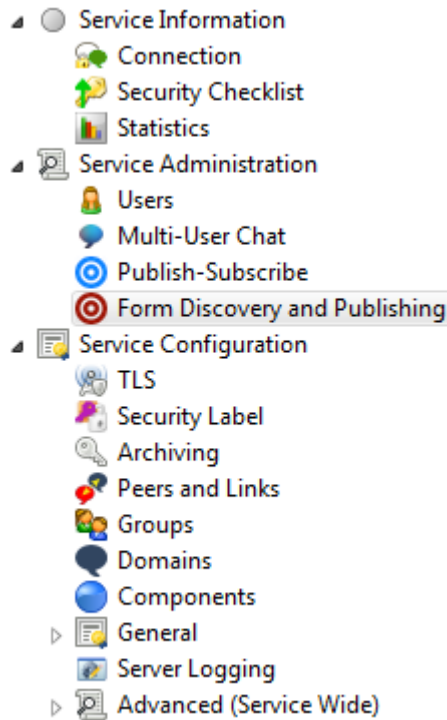 Service Information
Connection
Security Checklist
Statistics
Service Administration
Users
Multi-User Chat
Publish-Subscribe
Form Discovery and Publishing
Service Configuration
TLS
Security Label
Archiving
Peers and Links
Groups
Domains
Components
General
Server Logging
Advanced (Service Wide)